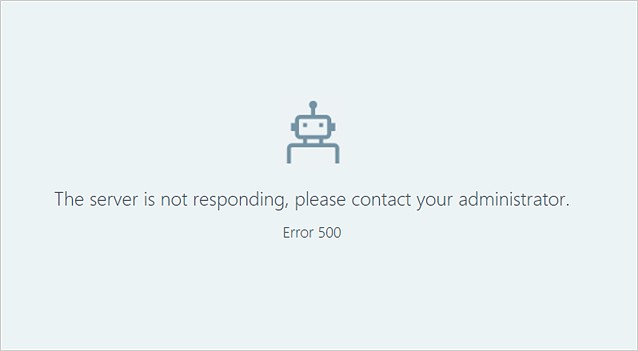 The server is not responding, please contact your administrator.
Error 500